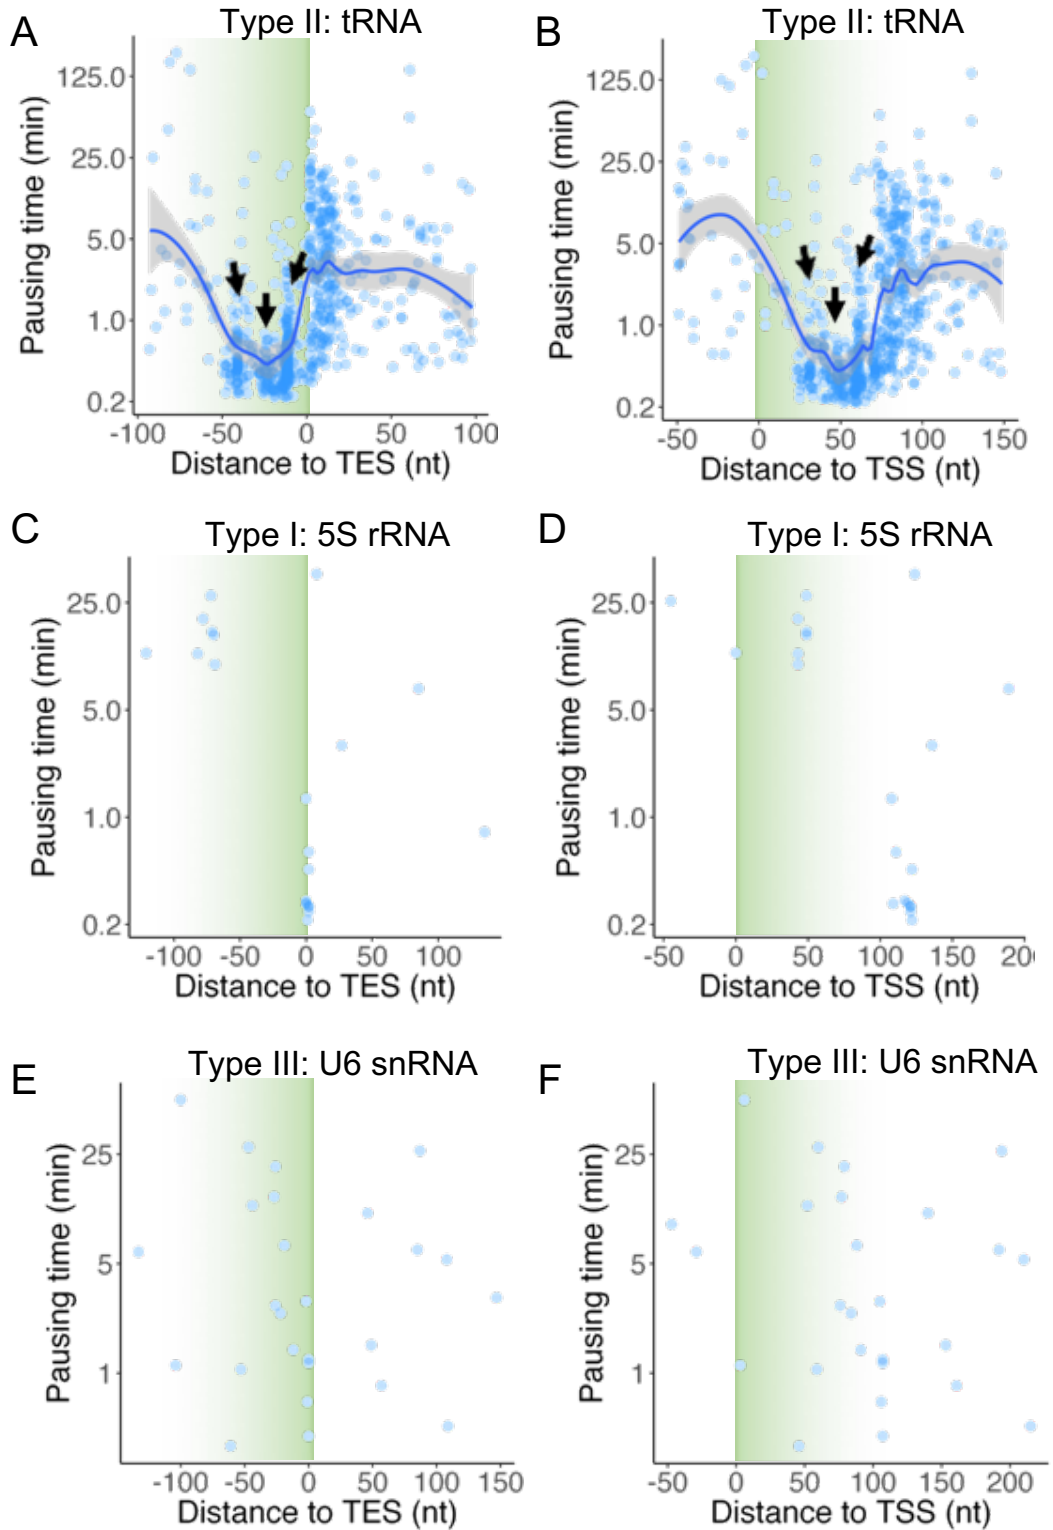 A
Type II: tRNA
Pausing time (min)
125.0
25.0
5.0
1.0
0.2
-100
-50
0
50
100
Distance to TES (nt)
B
Type II: tRNA
Pausing time (min)
125.0
25.0
5.0
1.0
0.2
-50
0
50
100
150
Distance to TSS (nt)
C
Type I: 5S rRNA
Pausing time (min)
25.0
5.0
1.0
0.2
-100
-50
0
50
100
Distance to TES (nt)
D
Type I: 5S rRNA
Pausing time (min)
25.0
5.0
1.0
0.2
-50
0
50
100
150
20
Distance to TSS (nt)
E
Type III: U6 snRNA
Pausing time (min)
25
5
1
-100
-50
0
50
100
150
Distance to TES (nt)
F
Type III: U6 snRNA
Pausing time (min)
25
5
1
-50
0
50
100
150
200
Distance to TSS (nt)